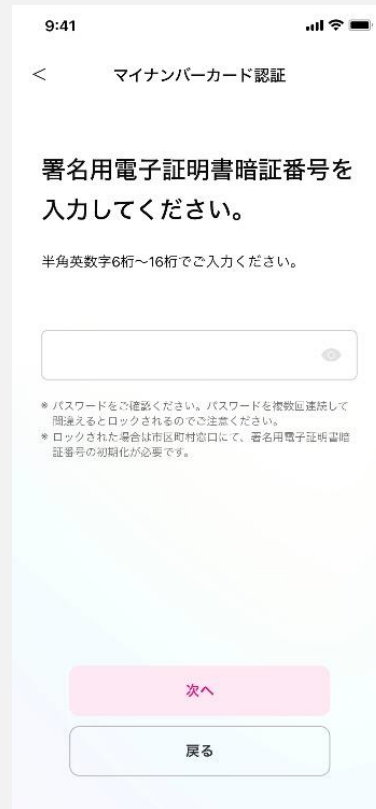 9:41
< マイナンバーカード認証
署名用電子証明書暗証番号を
入力してください。
半角英数字6桁〜16桁でご入力ください。
※ パスワードをご確認ください。パスワードを複数回連続して
間違えるとロックされるのでご注意ください。
※ ロックされた場合は市区町村窓口にて、署名用電子証明書暗
証番号の初期化が必要です。
次へ
戻る